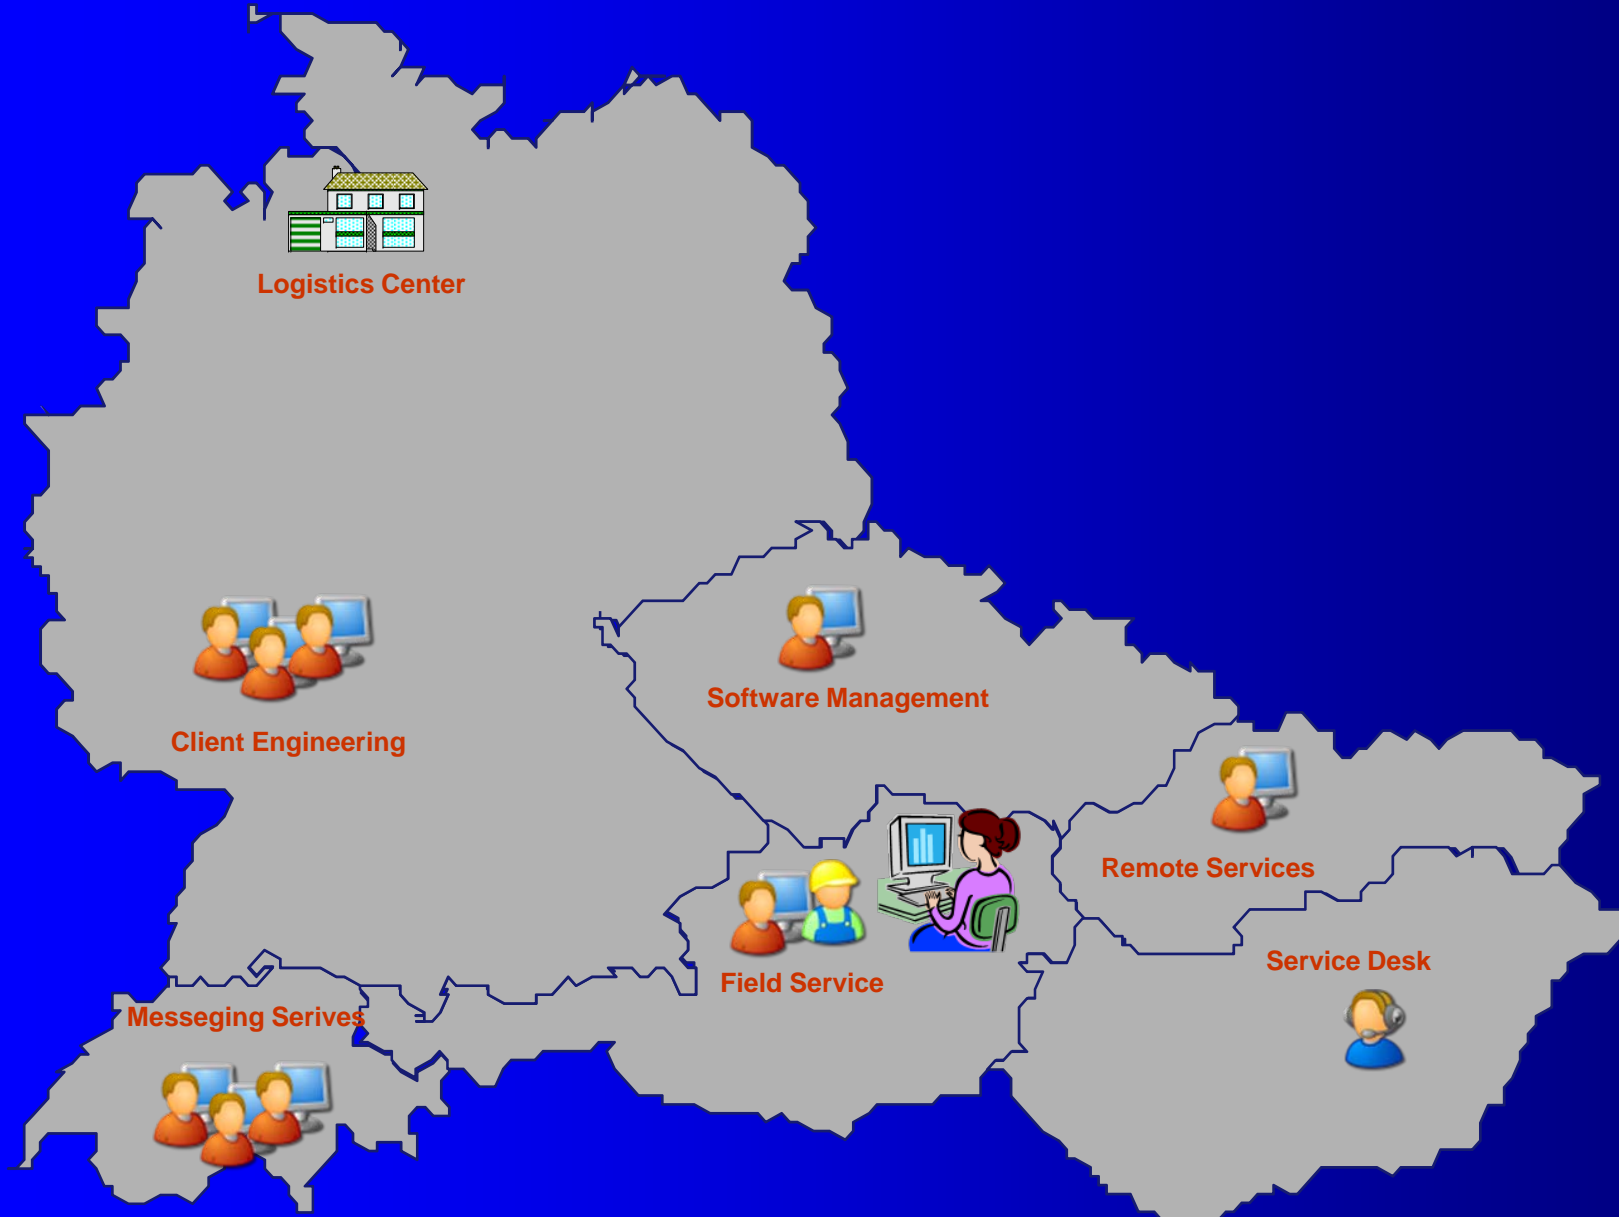 Logistics Center
Software Management
Client Engineering
Remote Services
Service Desk
Field Service
Messeging Serives